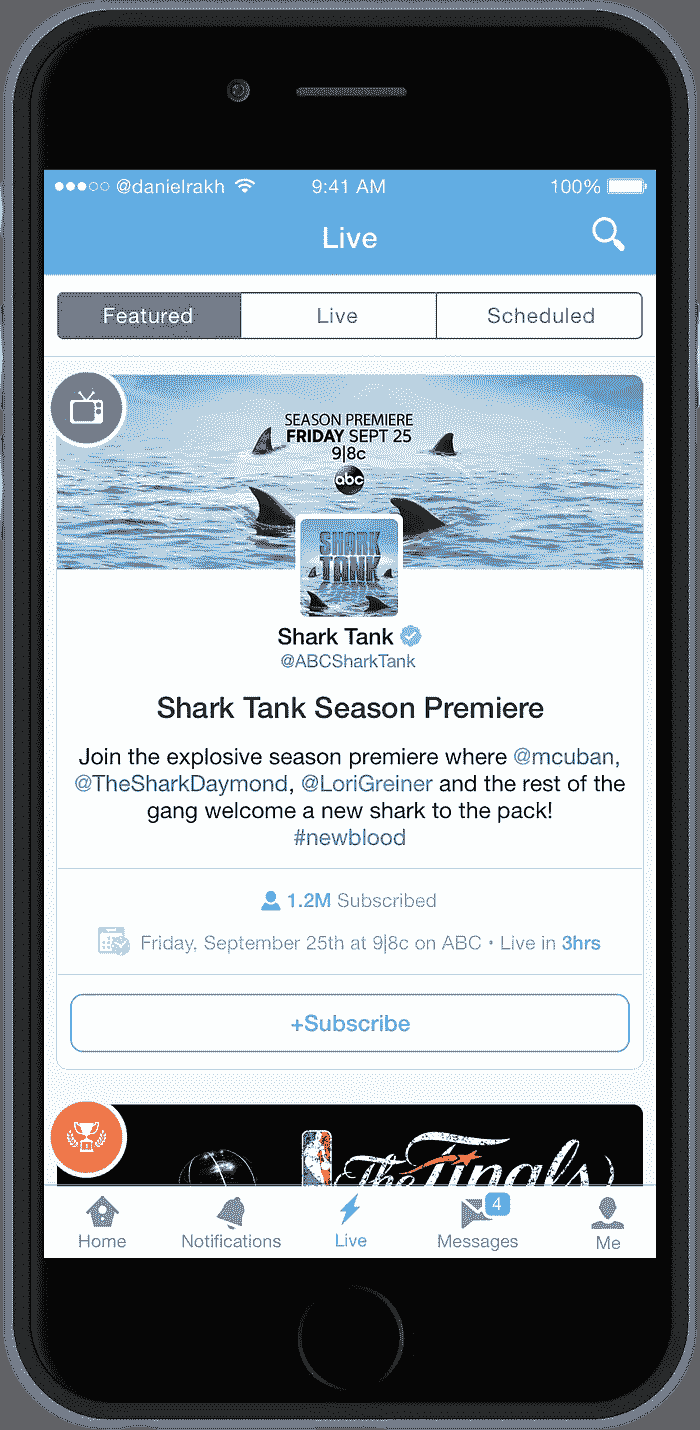 @danielrakh 9:41 AM 100%
Live
Featured Live Scheduled
SEASON PREMIERE
FRIDAY SEPT 25
9|8c
abc
SHARK
TANK
Shark Tank
@ABCSharkTank
Shark Tank Season Premiere
Join the explosive season premiere where @mcuban,
@TheSharkDaymond, @LoriGreiner and the rest of the
gang welcome a new shark to the pack!
#newblood
1.2M Subscribed
Friday, September 25th at 9|8c on ABC • Live in 3hrs
+Subscribe
The Finals
4
Home Notifications Live Messages Me